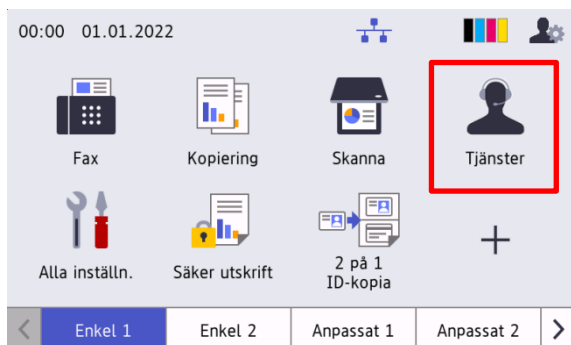 00:00 01.01.2022
Fax
Kopiering
Skanna
Tjänster
Alla inställn.
Säker utskrift
2 på 1
ID-kopia
Enkel 1
Enkel 2
Anpassat 1
Anpassat 2